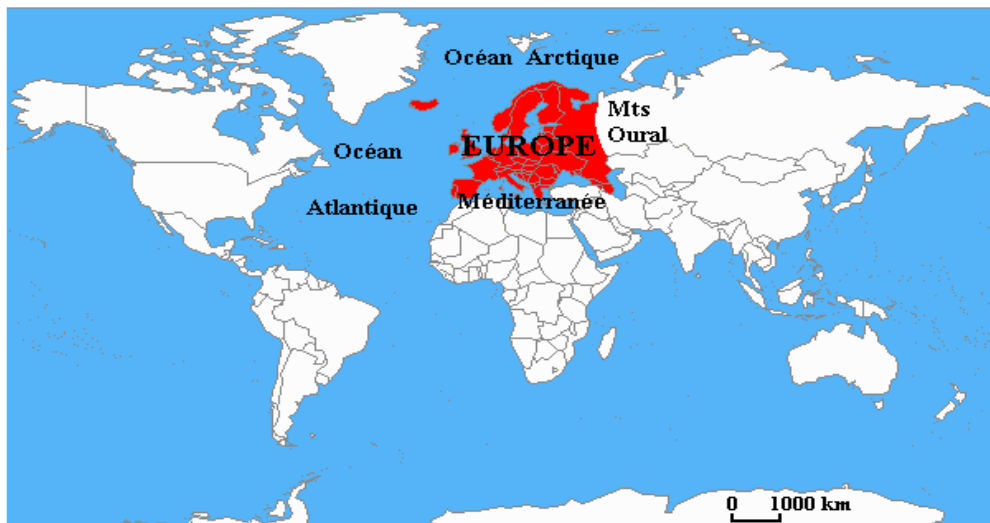 Océan Arctique
Mts
Oural
EUROPE
Océan
Méditerranée
Atlantique
0 1000 km